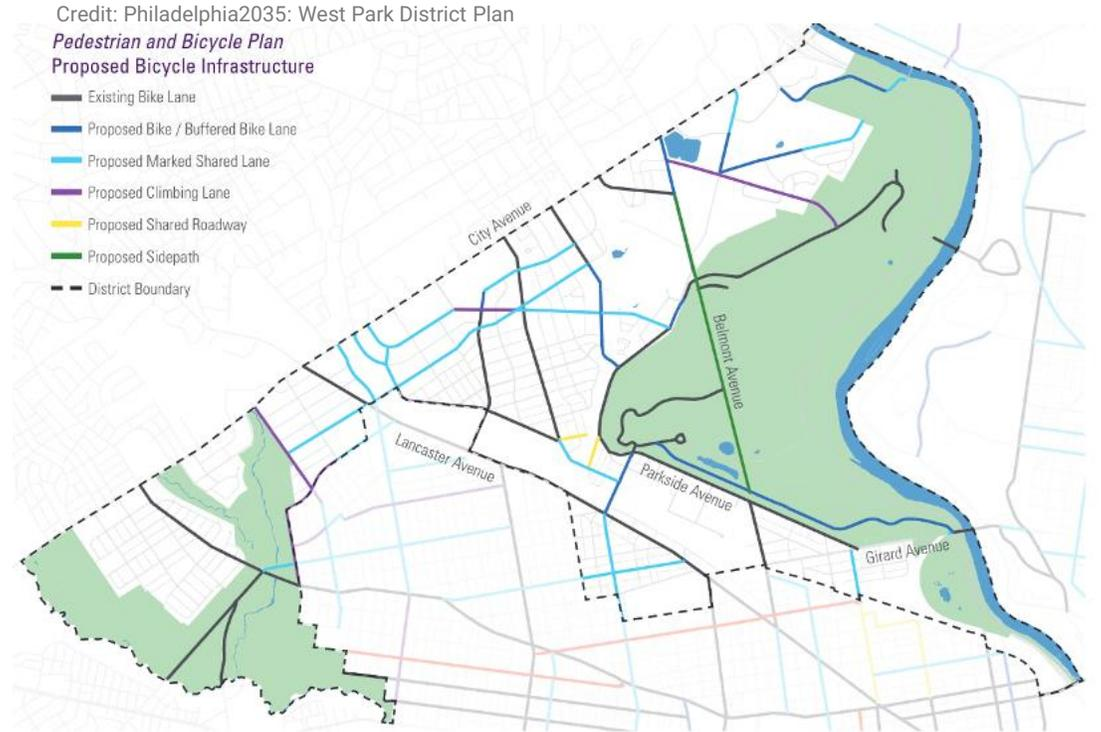 Credit: Philadelphia2035: West Park District Plan
Pedestrian and Bicycle Plan
Proposed Bicycle Infrastructure
Existing Bike Lane
Proposed Bike / Buffered Bike Lane
Proposed Marked Shared Lane
Proposed Climbing Lane
Proposed Shared Roadway
Proposed Sidepath
District Boundary
City Avenue
Belmont Avenue
Lancaster Avenue
Parkside Avenue
Girard Avenue